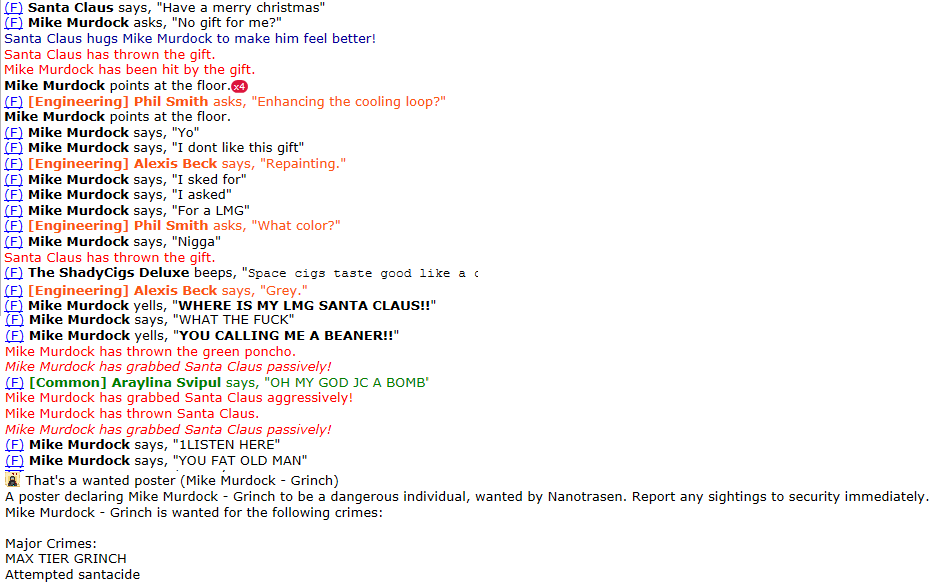 (F) Santa Claus says, "Have a merry christmas"
(F) Mike Murdock asks, "No gift for me?"
Santa Claus hugs Mike Murdock to make him feel better!
Santa Claus has thrown the gift.
Mike Murdock has been hit by the gift.
Mike Murdock points at the floor. x4
(F) [Engineering] Phil Smith asks, "Enhancing the cooling loop?"
Mike Murdock points at the floor.
(F) Mike Murdock says, "Yo"
(F) Mike Murdock says, "I dont like this gift"
(F) [Engineering] Alexis Beck says, "Repainting."
(F) Mike Murdock says, "I sked for"
(F) Mike Murdock says, "I asked"
(F) Mike Murdock says, "For a LMG"
(F) [Engineering] Phil Smith asks, "What color?"
(F) Mike Murdock says, "Nigga"
Santa Claus has thrown the gift.
(F) The ShadyCigs Deluxe beeps, "Space cigs taste good like a
(F) [Engineering] Alexis Beck says, "Grey."
(F) Mike Murdock yells, "WHERE IS MY LMG SANTA CLAUS!!"
(F) Mike Murdock says, "WHAT THE FUCK"
(F) Mike Murdock yells, "YOU CALLING ME A BEANER!!"
Mike Murdock has thrown the green poncho.
Mike Murdock has grabbed Santa Claus passively!
(F) [Common] Araylina Svipul says, "OH MY GOD JC A BOMB"
Mike Murdock has grabbed Santa Claus aggressively!
Mike Murdock has thrown Santa Claus.
Mike Murdock has grabbed Santa Claus passively!
(F) Mike Murdock says, "1LISTEN HERE"
(F) Mike Murdock says, "YOU FAT OLD MAN"
That's a wanted poster (Mike Murdock - Grinch)
A poster declaring Mike Murdock - Grinch to be a dangerous individual, wanted by Nanotrasen. Report any sightings to security immediately.
Mike Murdock - Grinch is wanted for the following crimes:
Major Crimes:
MAX TIER GRINCH
Attempted santacide